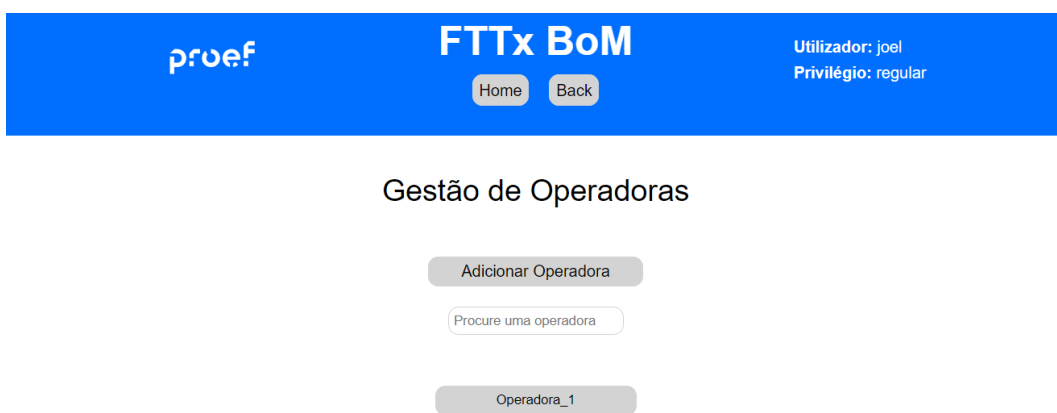 proef
FTTx BoM
Home
Back
Utilizador: joel
Privilégio: regular
Gestão de Operadoras
Adicionar Operadora
Procure uma operadora
Operadora_1